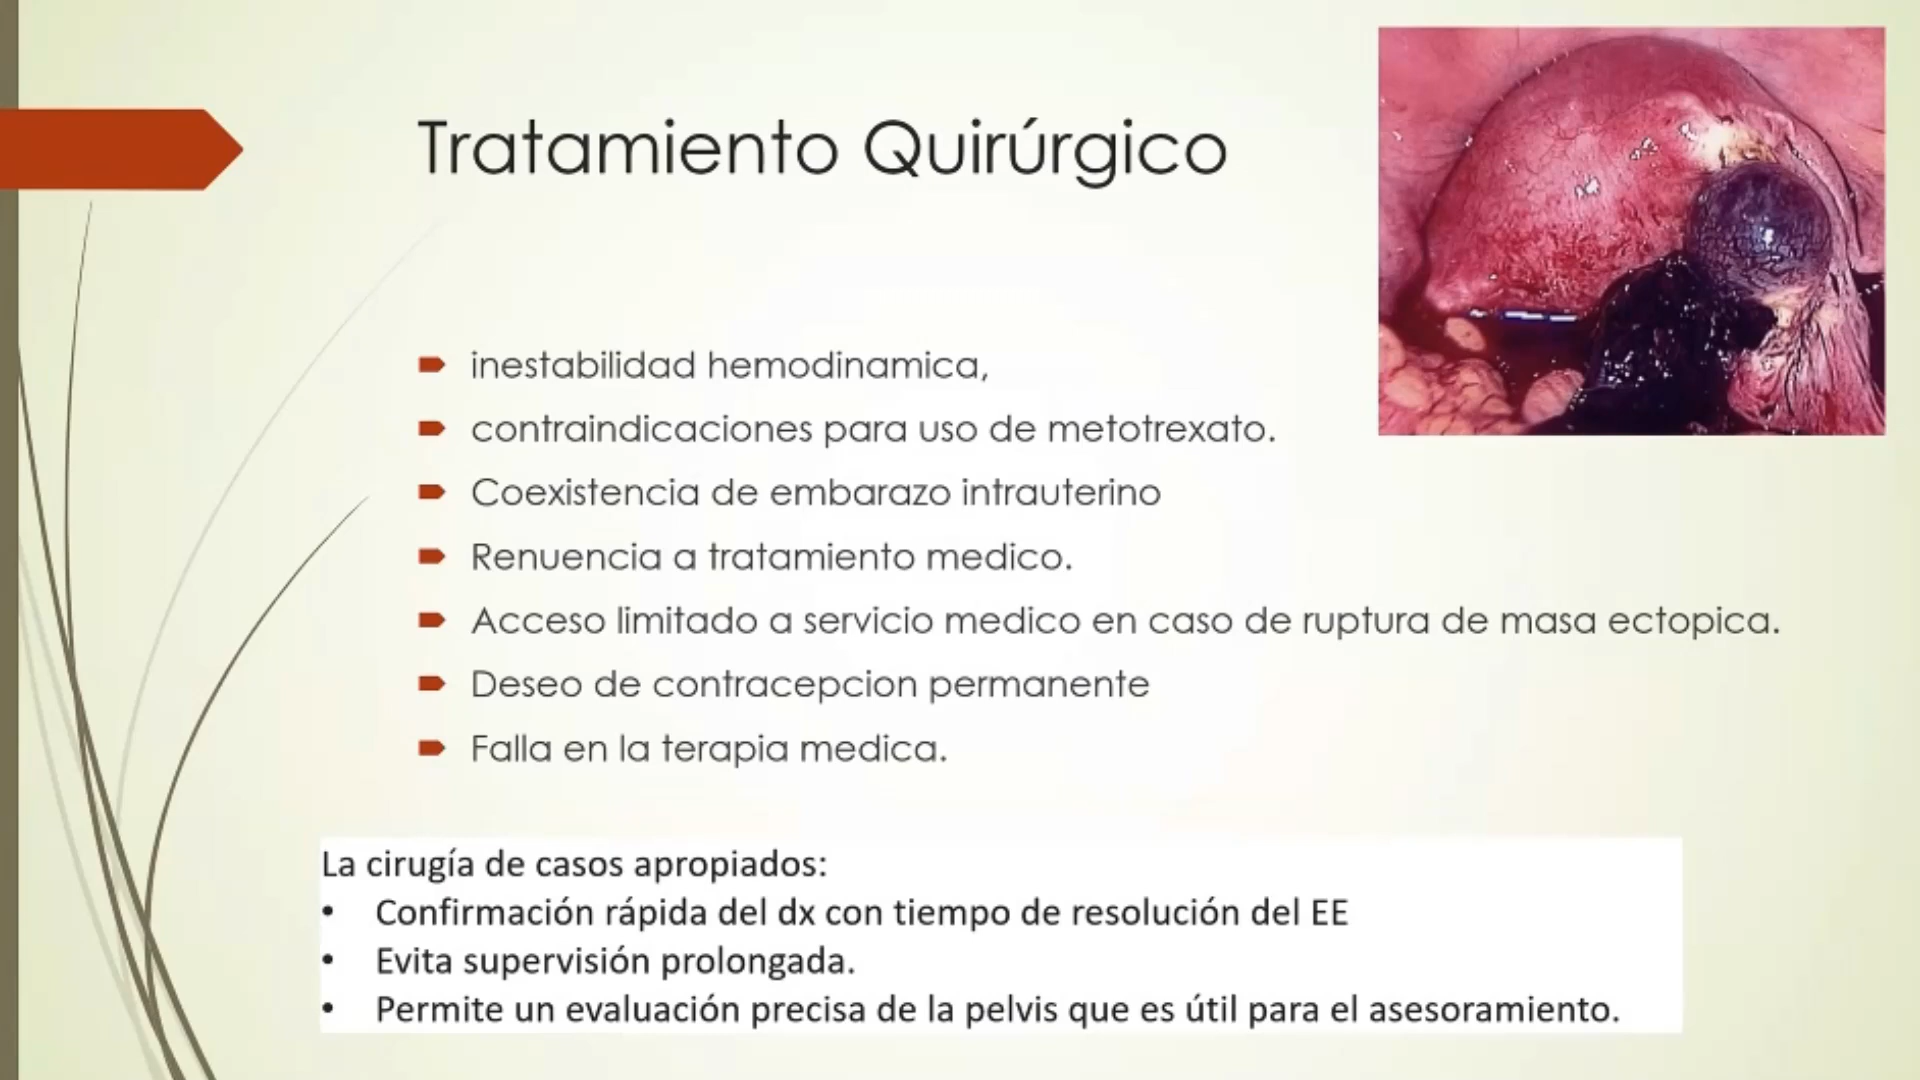 Tratamiento Quirúrgico
inestabilidad hemodinamica,
contraindicaciones para uso de metotrexato.
Coexistencia de embarazo intrauterino
Renuencia a tratamiento medico.
Acceso limitado a servicio medico en caso de ruptura de masa ectopica.
Deseo de contracepcion permanente
Falla en la terapia medica.
La cirugía de casos apropiados:
• Confirmación rápida del dx con tiempo de resolución del EE
• Evita supervisión prolongada.
• Permite un evaluación precisa de la pelvis que es útil para el asesoramiento.